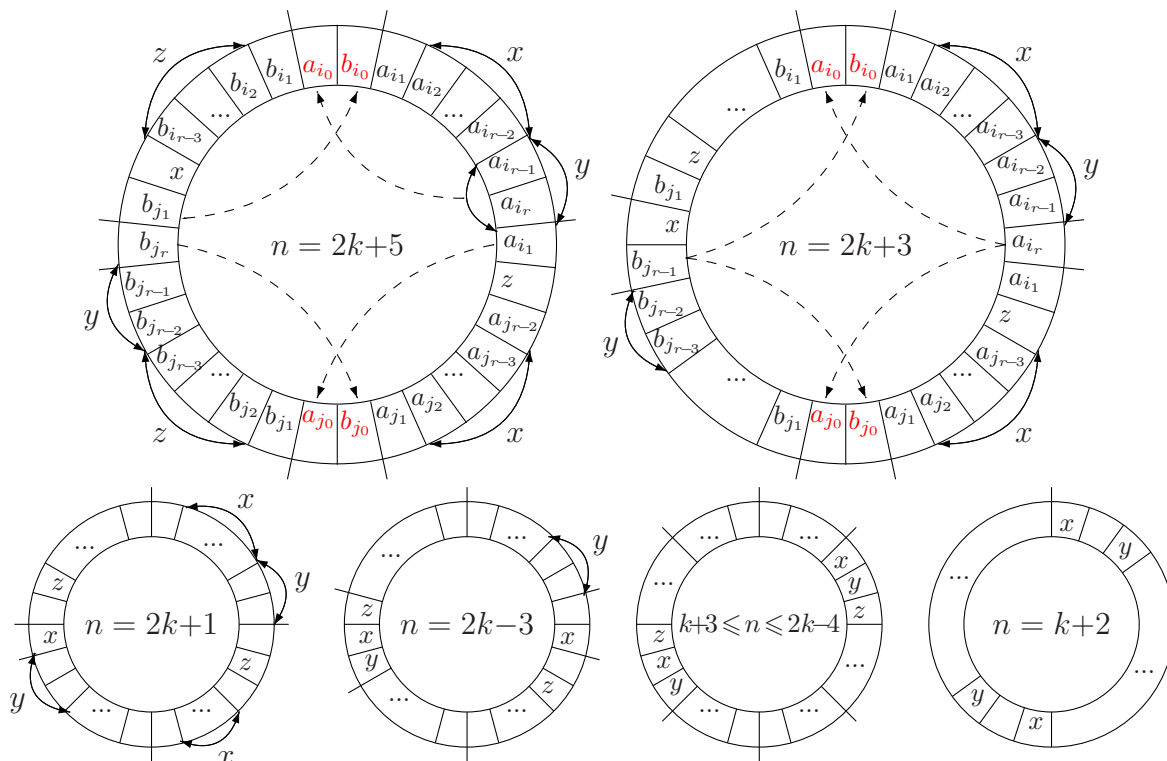 z x x
b_{i_1} a_{i_0} b_{i_0} a_{i_1} b_{i_1} a_{i_0} b_{i_0} a_{i_1}
b_{i_2} a_{i_2} a_{i_2}
... ... ... ...
b_{i_{r-3}} a_{i_{r-2}} a_{i_{r-3}}
x a_{i_{r-1}} y z a_{i_{r-2}} y
b_{j_1} a_{i_r} b_{j_1} a_{i_{r-1}}
x
b_{j_r} n = 2k+5 a_{i_1} b_{j_{r-1}} n = 2k+3 a_{i_r}
b_{j_{r-1}} z a_{i_1}
y b_{j_{r-2}} a_{j_{r-2}} b_{j_{r-2}} z
b_{j_{r-3}} a_{j_{r-3}} y b_{j_{r-3}} a_{j_{r-3}}
... ... ... ...
b_{j_2} a_{j_2} a_{j_2}
b_{j_1} a_{j_0} b_{j_0} a_{j_1} b_{j_1} a_{j_0} b_{j_0} a_{j_1}
z x x
x
... ... ... ... ... ... x
y x y
z y y ...
z z
x n = 2k+1 x n = 2k−3 x z k+3⩽n⩽2k−4 n = k+2
z y x ...
y z y y
... ... ... ... ... ... x
x